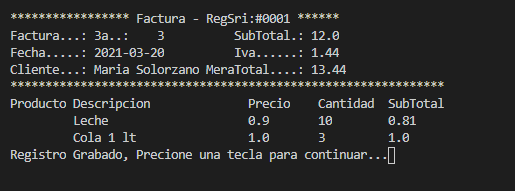 ***************** Factura - RegSri:#0001 ******
Factura...: 3a..:    3          SubTotal.: 12.0
Fecha.....: 2021-03-20          Iva......: 1.44
Cliente...: Maria Solorzano MeraTotal....: 13.44
***************************************************************
Producto Descripcion              Precio    Cantidad  SubTotal
         Leche                    0.9       10        0.81
         Cola 1 lt                1.0       3         1.0
Registro Grabado, Precione una tecla para continuar...